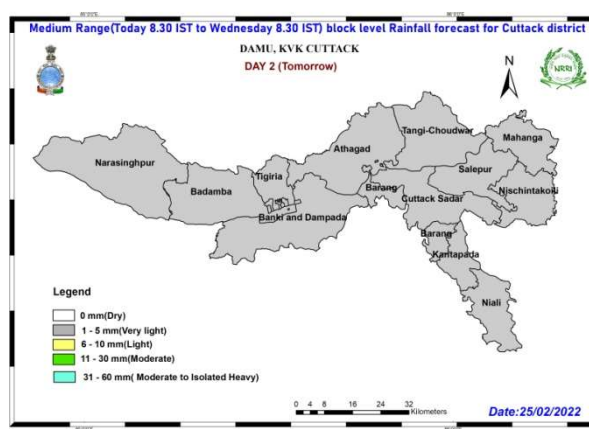 Medium Range(Today 8.30 IST to Wednesday 8.30 IST) block level Rainfall forecast for Cuttack district
DAMU, KVK CUTTACK
DAY 2 (Tomorrow)
NRRI
N
Tangi-Choudwar
Mahanga
Athagad
Narasinghpur
Tigiria
Salepur
Badamba
Barang
Nischintakoili
Cuttack Sadar
Banki and Dampada
Barang
Kantapada
Niali
Legend
0 mm(Dry)
1 - 5 mm(Very light)
6 - 10 mm(Light)
11 - 30 mm(Moderate)
31 - 60 mm( Moderate to Isolated Heavy)
0 4 8 16 24 32
Kilometers
Date:25/02/2022